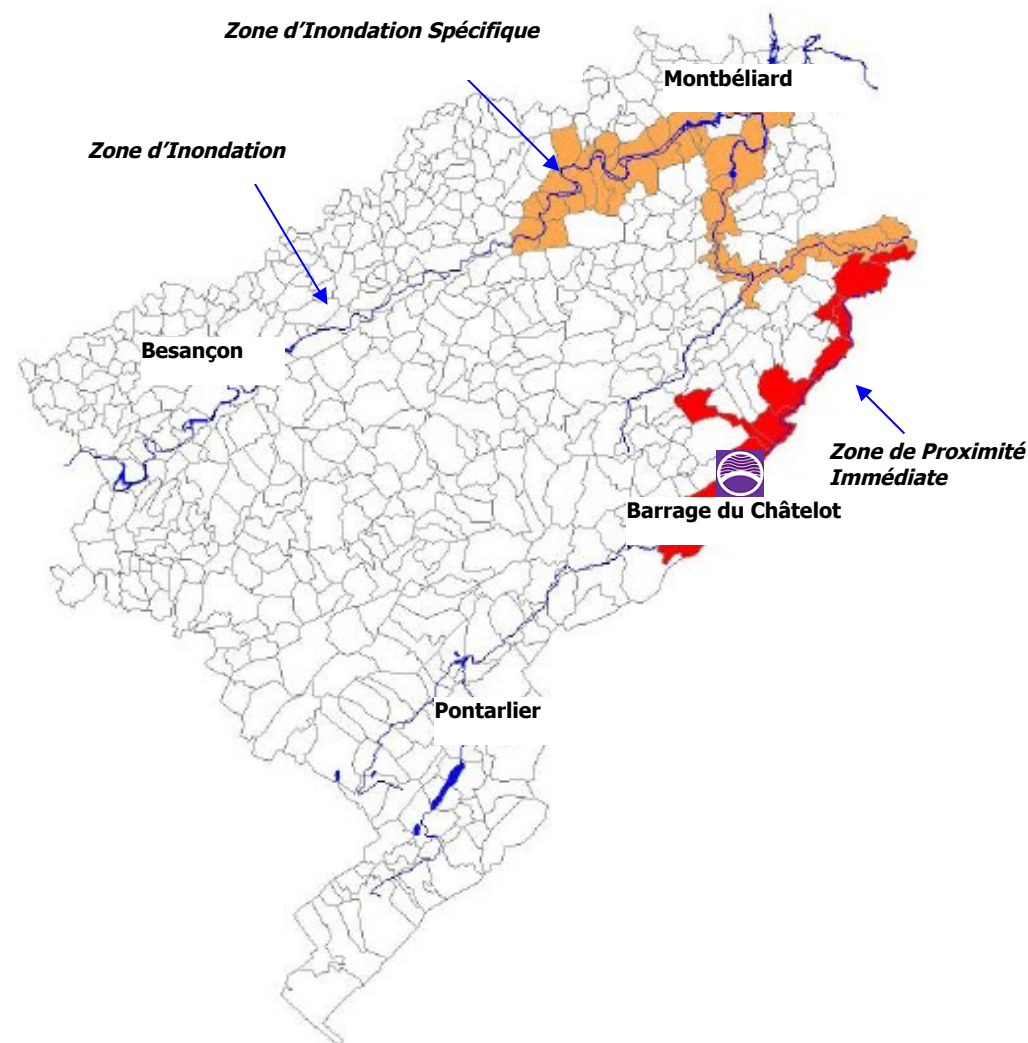 Zone d’Inondation Spécifique
Montbéliard
Zone d’Inondation
Besançon
Zone de Proximité
Immédiate
Barrage du Châtelot
Pontarlier